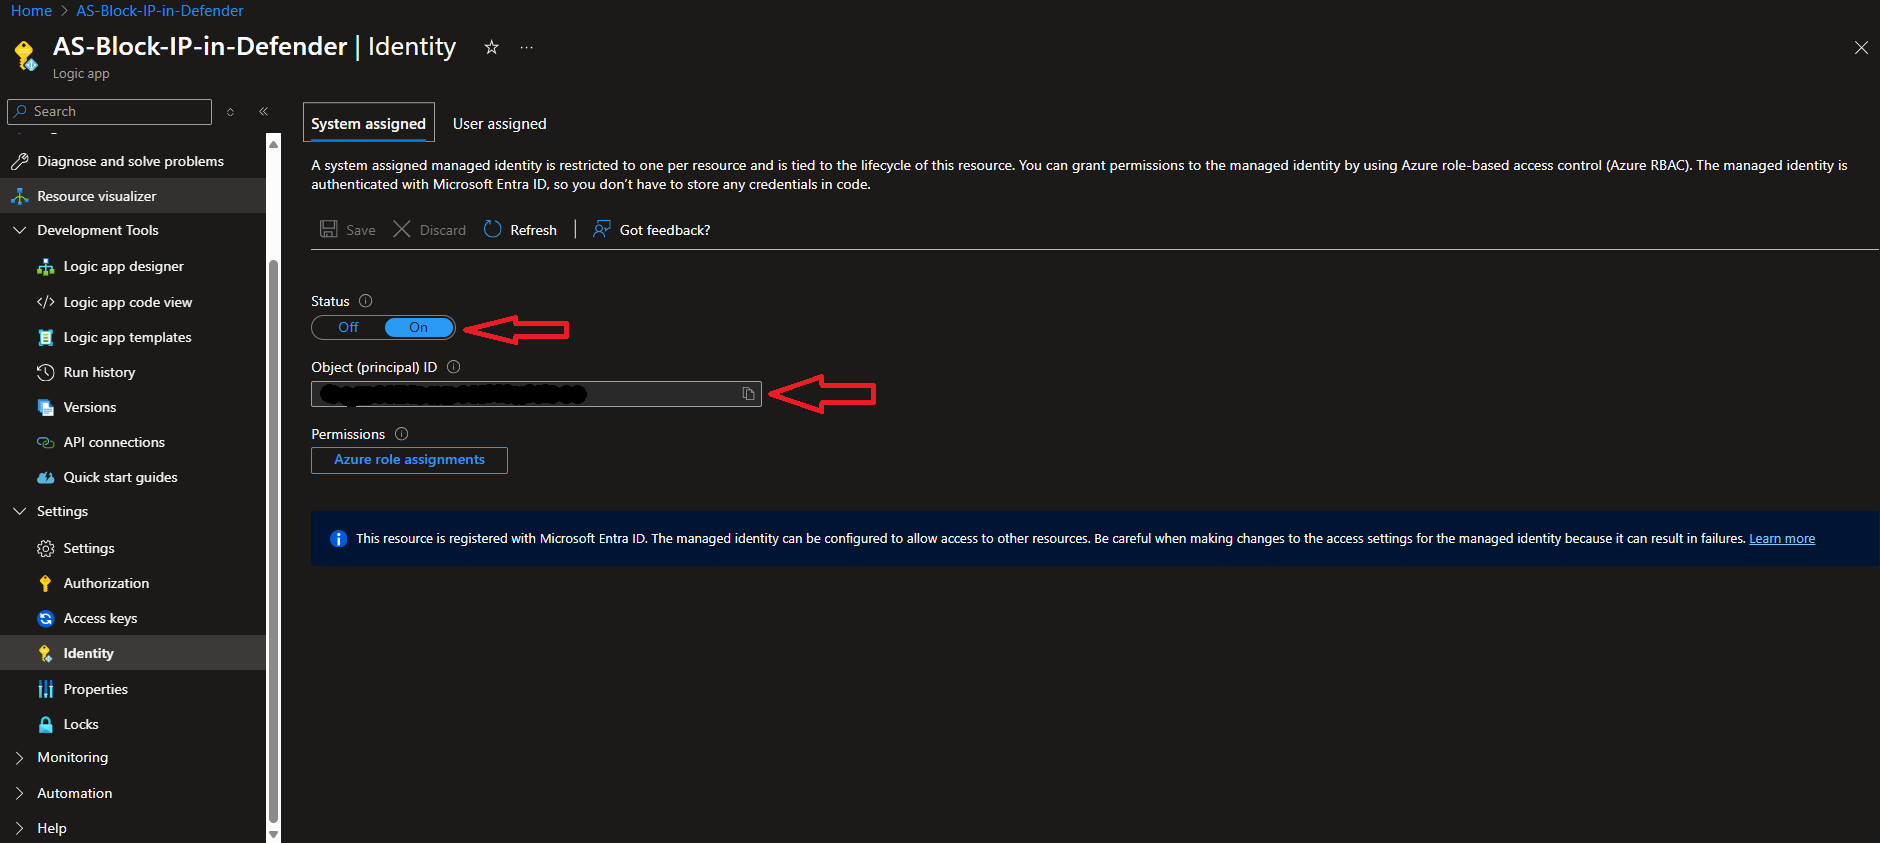 Home > AS-Block-IP-in-Defender
AS-Block-IP-in-Defender | Identity
Logic app
Search
Diagnose and solve problems
Resource visualizer
Development Tools
Logic app designer
Logic app code view
Logic app templates
Run history
Versions
API connections
Quick start guides
Settings
Settings
Authorization
Access keys
Identity
Properties
Locks
Monitoring
Automation
Help
System assigned User assigned
A system assigned managed identity is restricted to one per resource and is tied to the lifecycle of this resource. You can grant permissions to the managed identity by using Azure role-based access control (Azure RBAC). The managed identity is
authenticated with Microsoft Entra ID, so you don’t have to store any credentials in code.
Save Discard Refresh | Got feedback?
Status
Off On
Object (principal) ID
Permissions
Azure role assignments
This resource is registered with Microsoft Entra ID. The managed identity can be configured to allow access to other resources. Be careful when making changes to the access settings for the managed identity because it can result in failures. Learn more